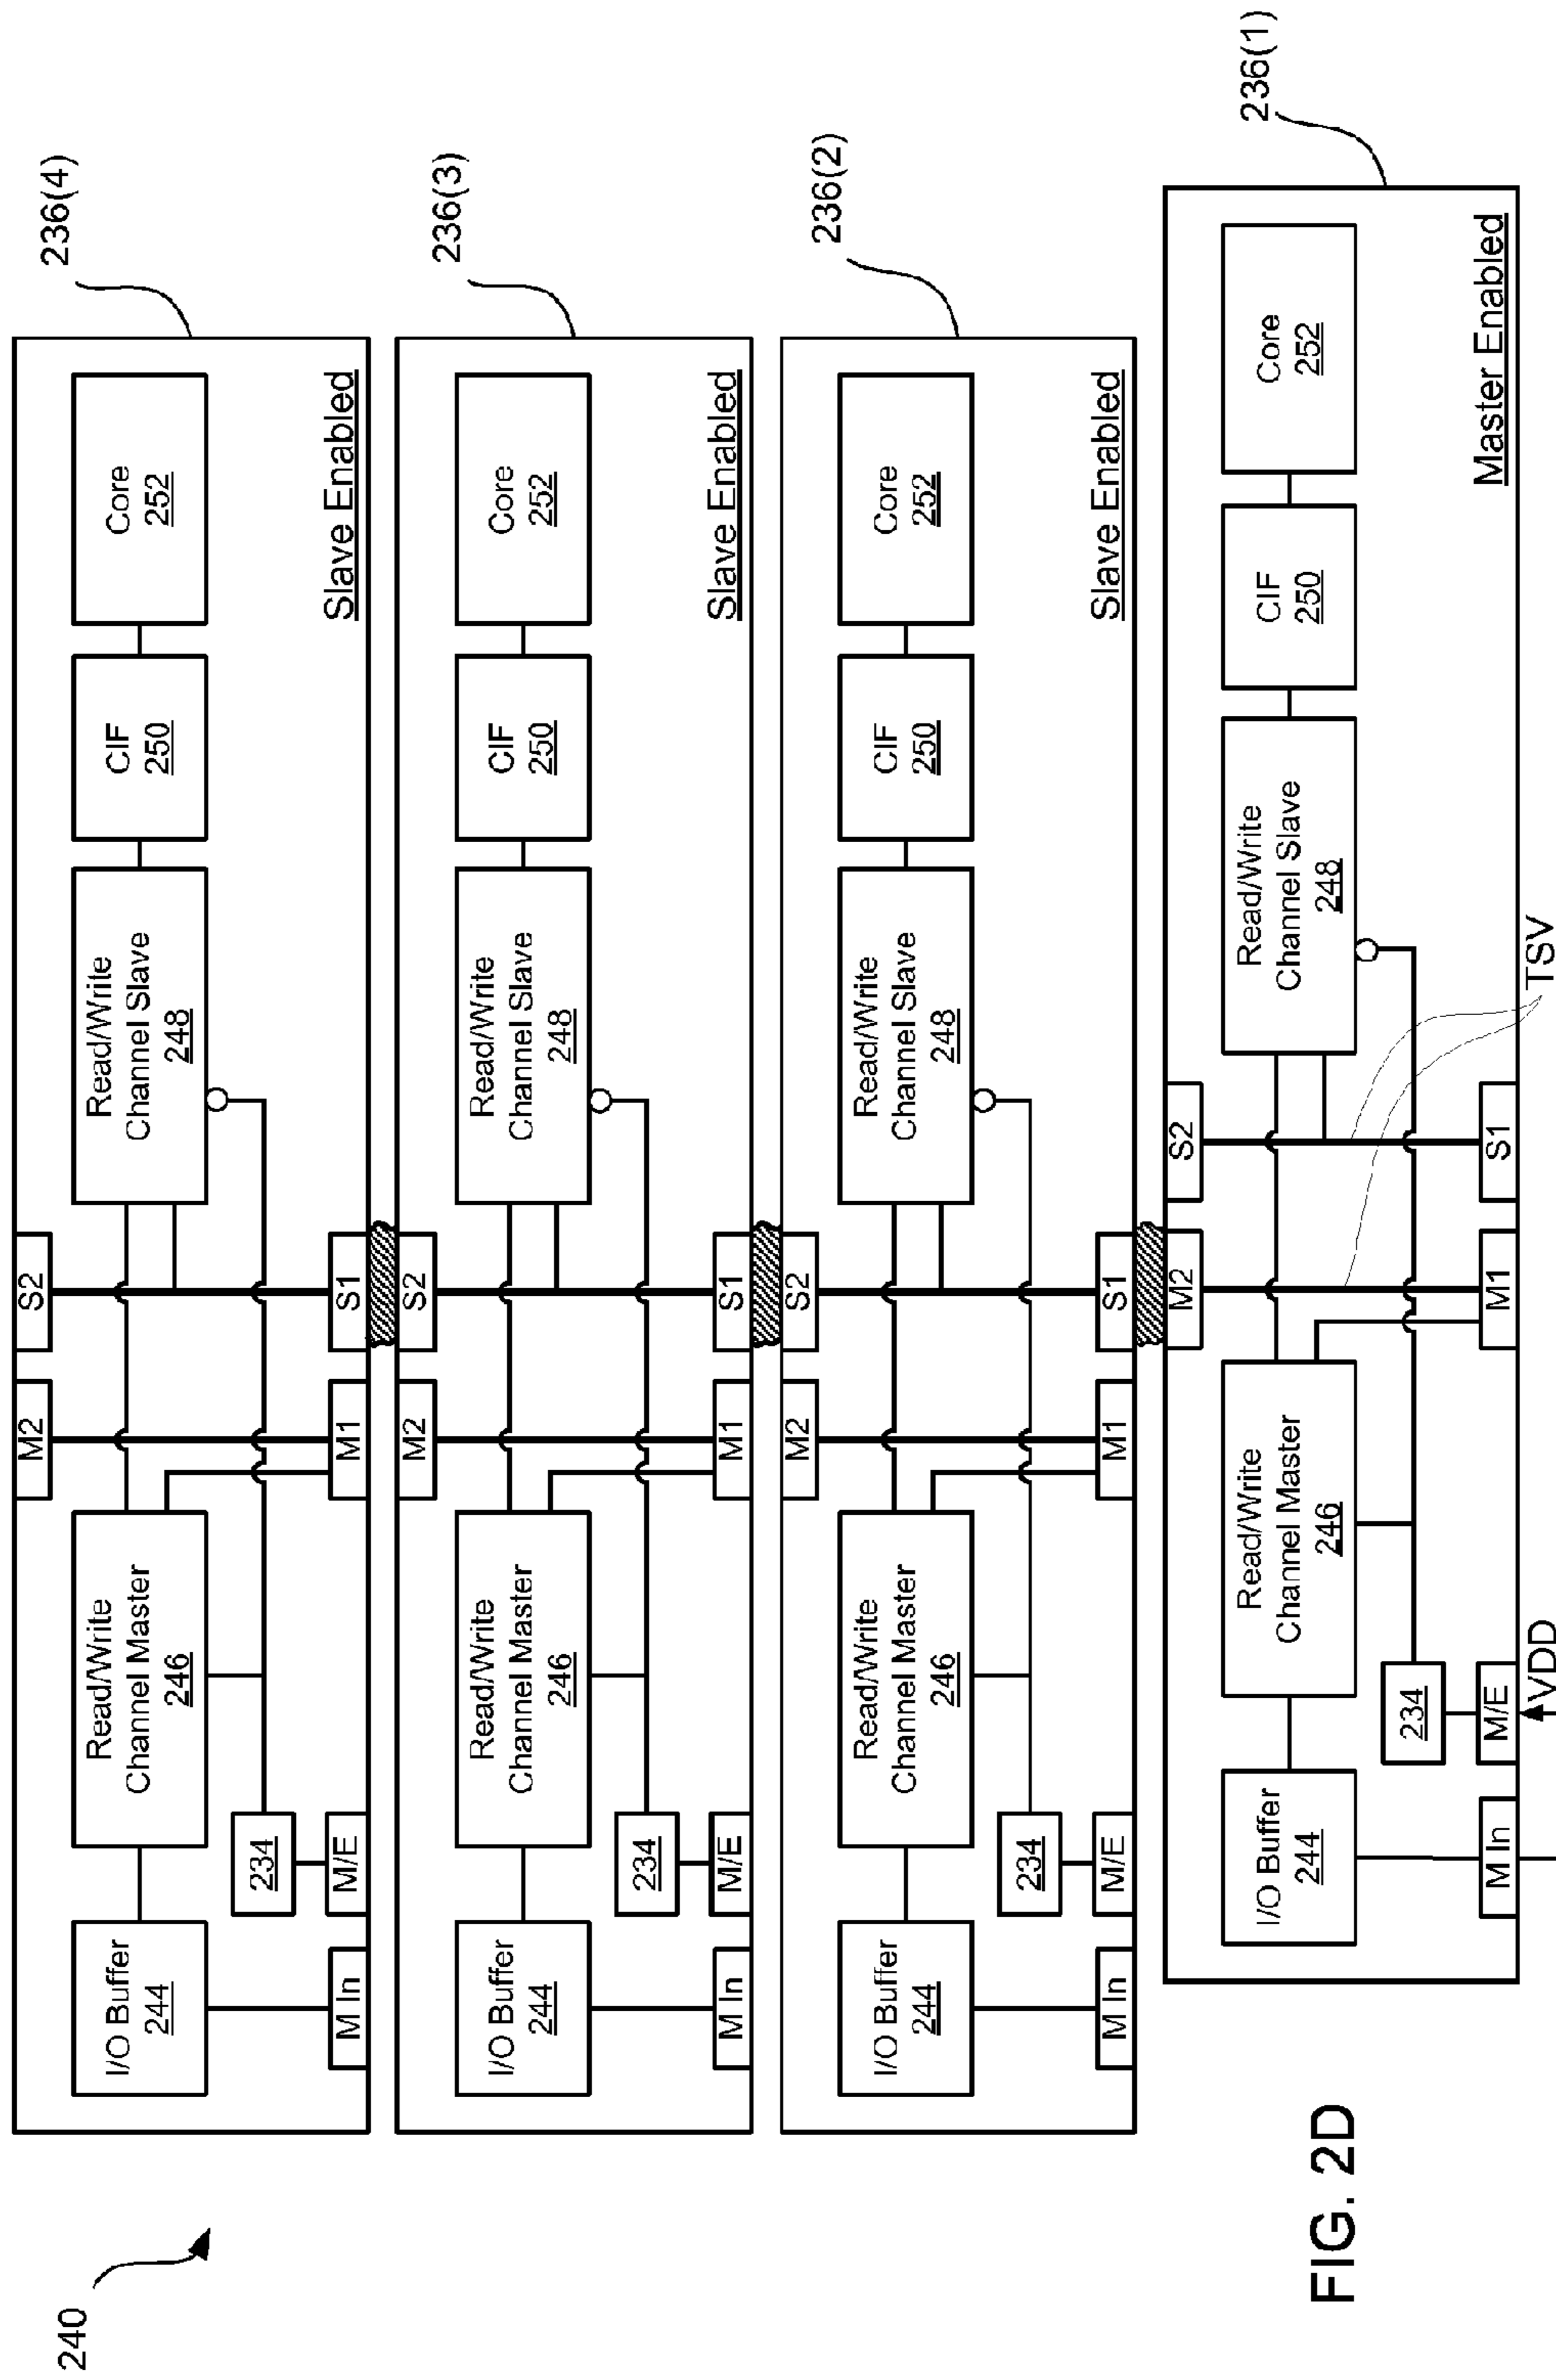 240
236(4)
M2
S2
I/O Buffer
244
Read/Write
Channel Master
246
Read/Write
Channel Slave
248
CIF
250
Core
252
234
M In
M/E
M1
S1
Slave Enabled
236(3)
M2
S2
I/O Buffer
244
Read/Write
Channel Master
246
Read/Write
Channel Slave
248
CIF
250
Core
252
234
M In
M/E
M1
S1
Slave Enabled
236(2)
M2
S2
I/O Buffer
244
Read/Write
Channel Master
246
Read/Write
Channel Slave
248
CIF
250
Core
252
234
M In
M/E
M1
S1
Slave Enabled
236(1)
M2
S2
I/O Buffer
244
Read/Write
Channel Master
246
Read/Write
Channel Slave
248
CIF
250
Core
252
234
M In
M/E
M1
S1
Master Enabled
VDD
TSV
FIG. 2D